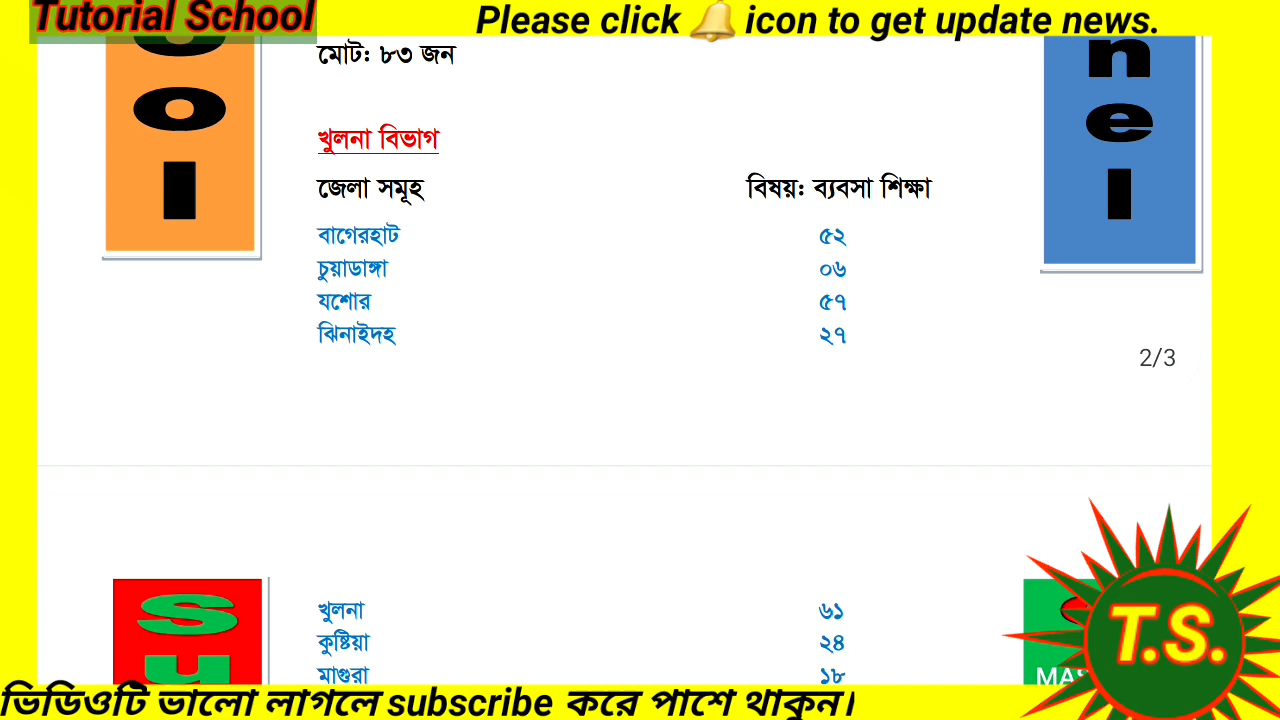 Tutorial School
Please click 🔔 icon to get update news.
o
o
l
n
e
l
মোট: ৮৩ জন
খুলনা বিভাগ
জেলা সমূহ বিষয়: ব্যবসা শিক্ষা
বাগেরহাট ৫২
চুয়াডাঙ্গা ০৬
যশোর ৫৭
ঝিনাইদহ ২৭
2/3
S
u
খুলনা ৬১
কুষ্টিয়া ২৪
মাগুরা ১৮
T.S.
ভিডিওটি ভালো লাগলে subscribe করে পাশে থাকুন।